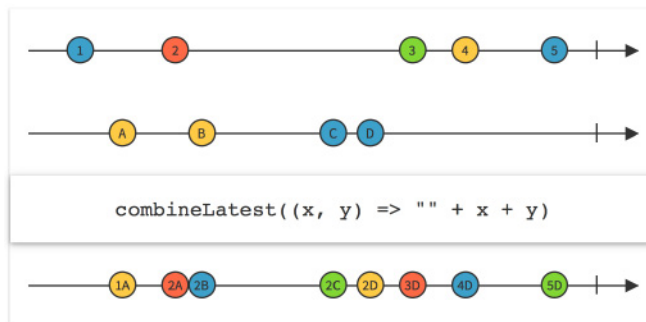 1 2 3 4 5
A B C D
combineLatest((x, y) => "" + x + y)
1A 2A 2B 2C 2D 3D 4D 5D